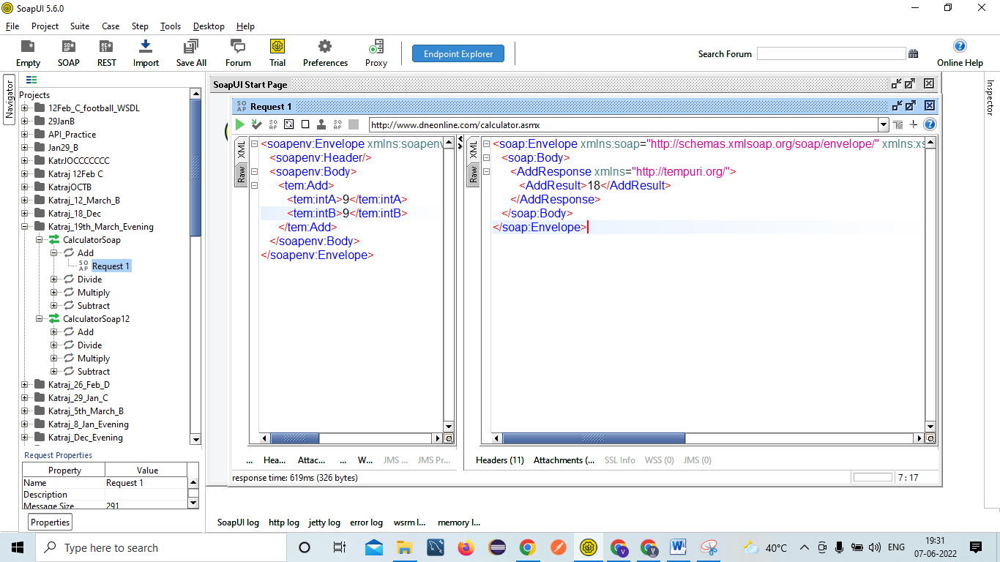 SoapUI 5.6.0
File Project Suite Case Step Tools Desktop Help
Empty SOAP REST Import Save All Forum Trial Preferences Proxy Endpoint Explorer Search Forum Online Help
Navigator
Projects
12Feb_C_football_WSDL
29JanB
API_Practice
Jan29_B
KatrJOCCCCCCC
Katraj 12Feb C
KatrajOCTB
Katraj_12_March_B
Katraj_18_Dec
Katraj_19th_March_Evening
CalculatorSoap
Add
SOAP Request 1
Divide
Multiply
Subtract
CalculatorSoap12
Add
Divide
Multiply
Subtract
Katraj_26_Feb_D
Katraj_29_Jan_C
Katraj_5th_March_B
Katraj_8_Jan_Evening
Katraj_Dec_Evening
Request Properties
Property Value
Name Request 1
Description
Message Size 291
Properties
SoapUI Start Page
SOAP Request 1
http://www.dneonline.com/calculator.asmx
XML
Raw
<soapenv:Envelope xmlns:soapenv
<soapenv:Header/>
<soapenv:Body>
<tem:Add>
<tem:intA>9</tem:intA>
<tem:intB>9</tem:intB>
</tem:Add>
</soapenv:Body>
</soapenv:Envelope>
... Hea... Attac... ... W... JMS ... JMS Pr...
XML
Raw
<soap:Envelope xmlns:soap="http://schemas.xmlsoap.org/soap/envelope/" xmlns:xs
<soap:Body>
<AddResponse xmlns="http://tempuri.org/">
<AddResult>18</AddResult>
</AddResponse>
</soap:Body>
</soap:Envelope>
Headers (11) Attachments (... SSL Info WSS (0) JMS (0)
response time: 619ms (326 bytes) 7 : 17
Inspector
SoapUI log http log jetty log error log wsrm l... memory l...
Type here to search
40°C ENG 19:31
07-06-2022